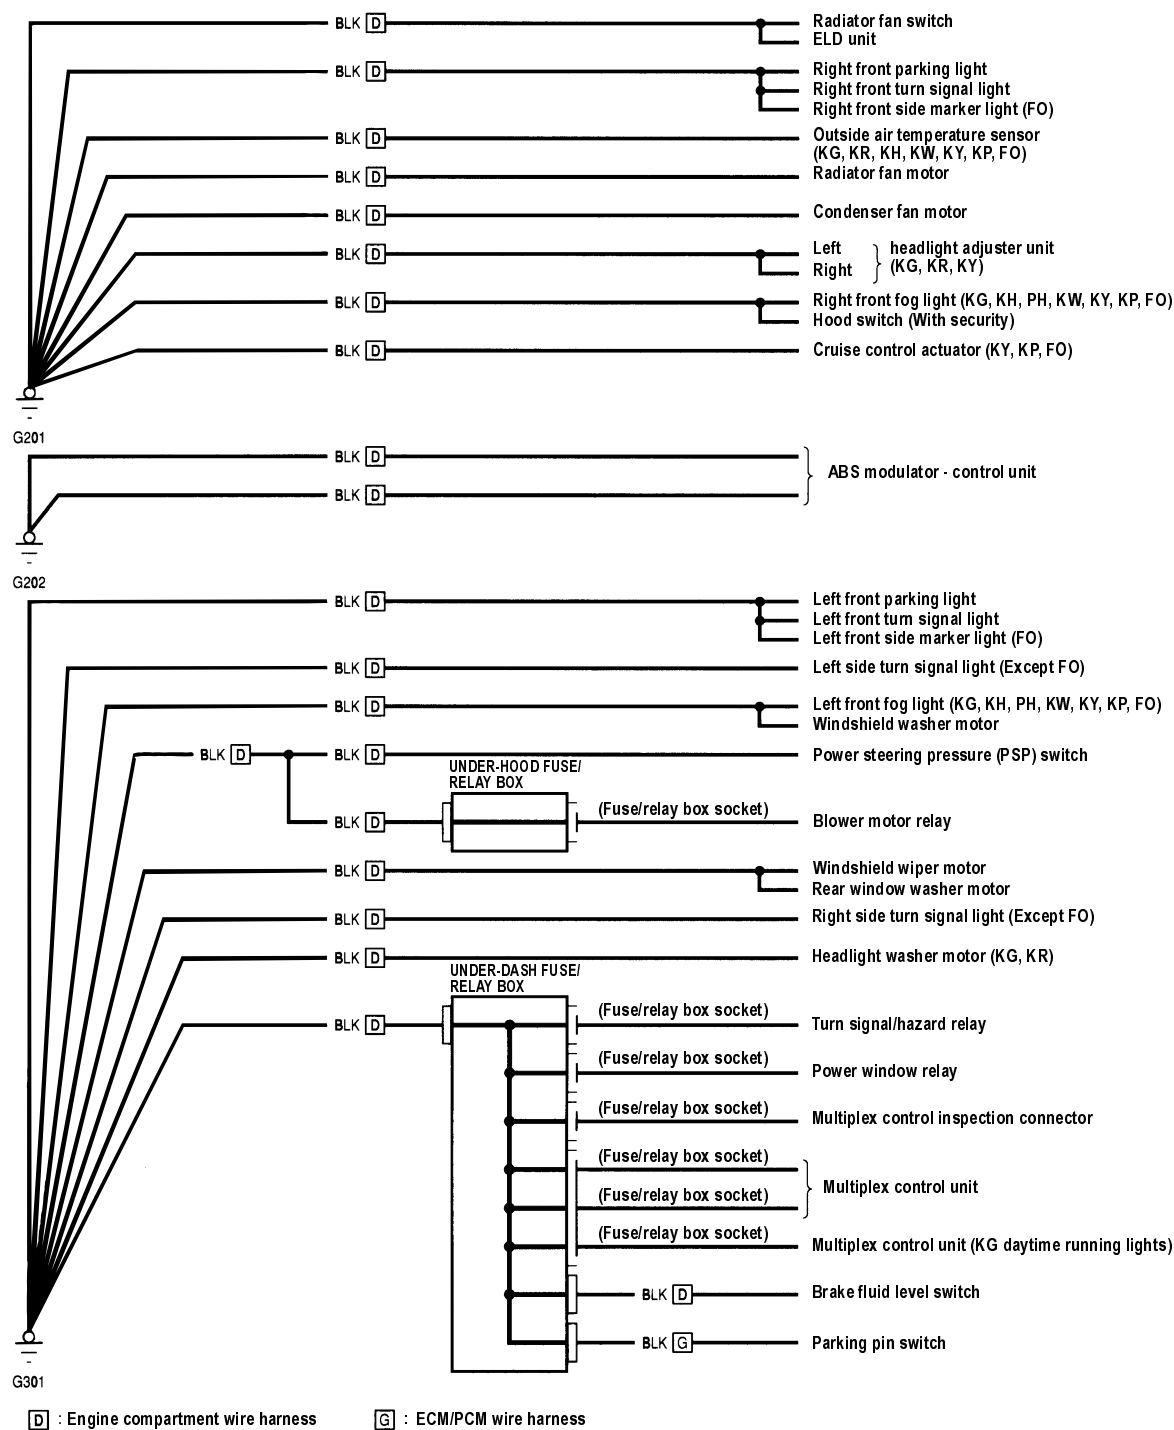 BLK D Radiator fan switch
ELD unit
BLK D Right front parking light
Right front turn signal light
Right front side marker light (FO)
BLK D Outside air temperature sensor
(KG, KR, KH, KW, KY, KP, FO)
BLK D Radiator fan motor
BLK D Condenser fan motor
BLK D Left headlight adjuster unit
Right (KG, KR, KY)
BLK D Right front fog light (KG, KH, PH, KW, KY, KP, FO)
Hood switch (With security)
BLK D Cruise control actuator (KY, KP, FO)
G201
BLK D
ABS modulator - control unit
BLK D
G202
BLK D Left front parking light
Left front turn signal light
Left front side marker light (FO)
BLK D Left side turn signal light (Except FO)
BLK D Left front fog light (KG, KH, PH, KW, KY, KP, FO)
Windshield washer motor
BLK D BLK D Power steering pressure (PSP) switch
UNDER-HOOD FUSE/
RELAY BOX
(Fuse/relay box socket)
BLK D Blower motor relay
BLK D Windshield wiper motor
Rear window washer motor
BLK D Right side turn signal light (Except FO)
BLK D Headlight washer motor (KG, KR)
UNDER-DASH FUSE/
RELAY BOX
(Fuse/relay box socket)
BLK D Turn signal/hazard relay
(Fuse/relay box socket)
Power window relay
(Fuse/relay box socket)
Multiplex control inspection connector
(Fuse/relay box socket)
Multiplex control unit
(Fuse/relay box socket)
(Fuse/relay box socket)
Multiplex control unit (KG daytime running lights)
BLK D Brake fluid level switch
BLK G Parking pin switch
G301
D : Engine compartment wire harness G : ECM/PCM wire harness